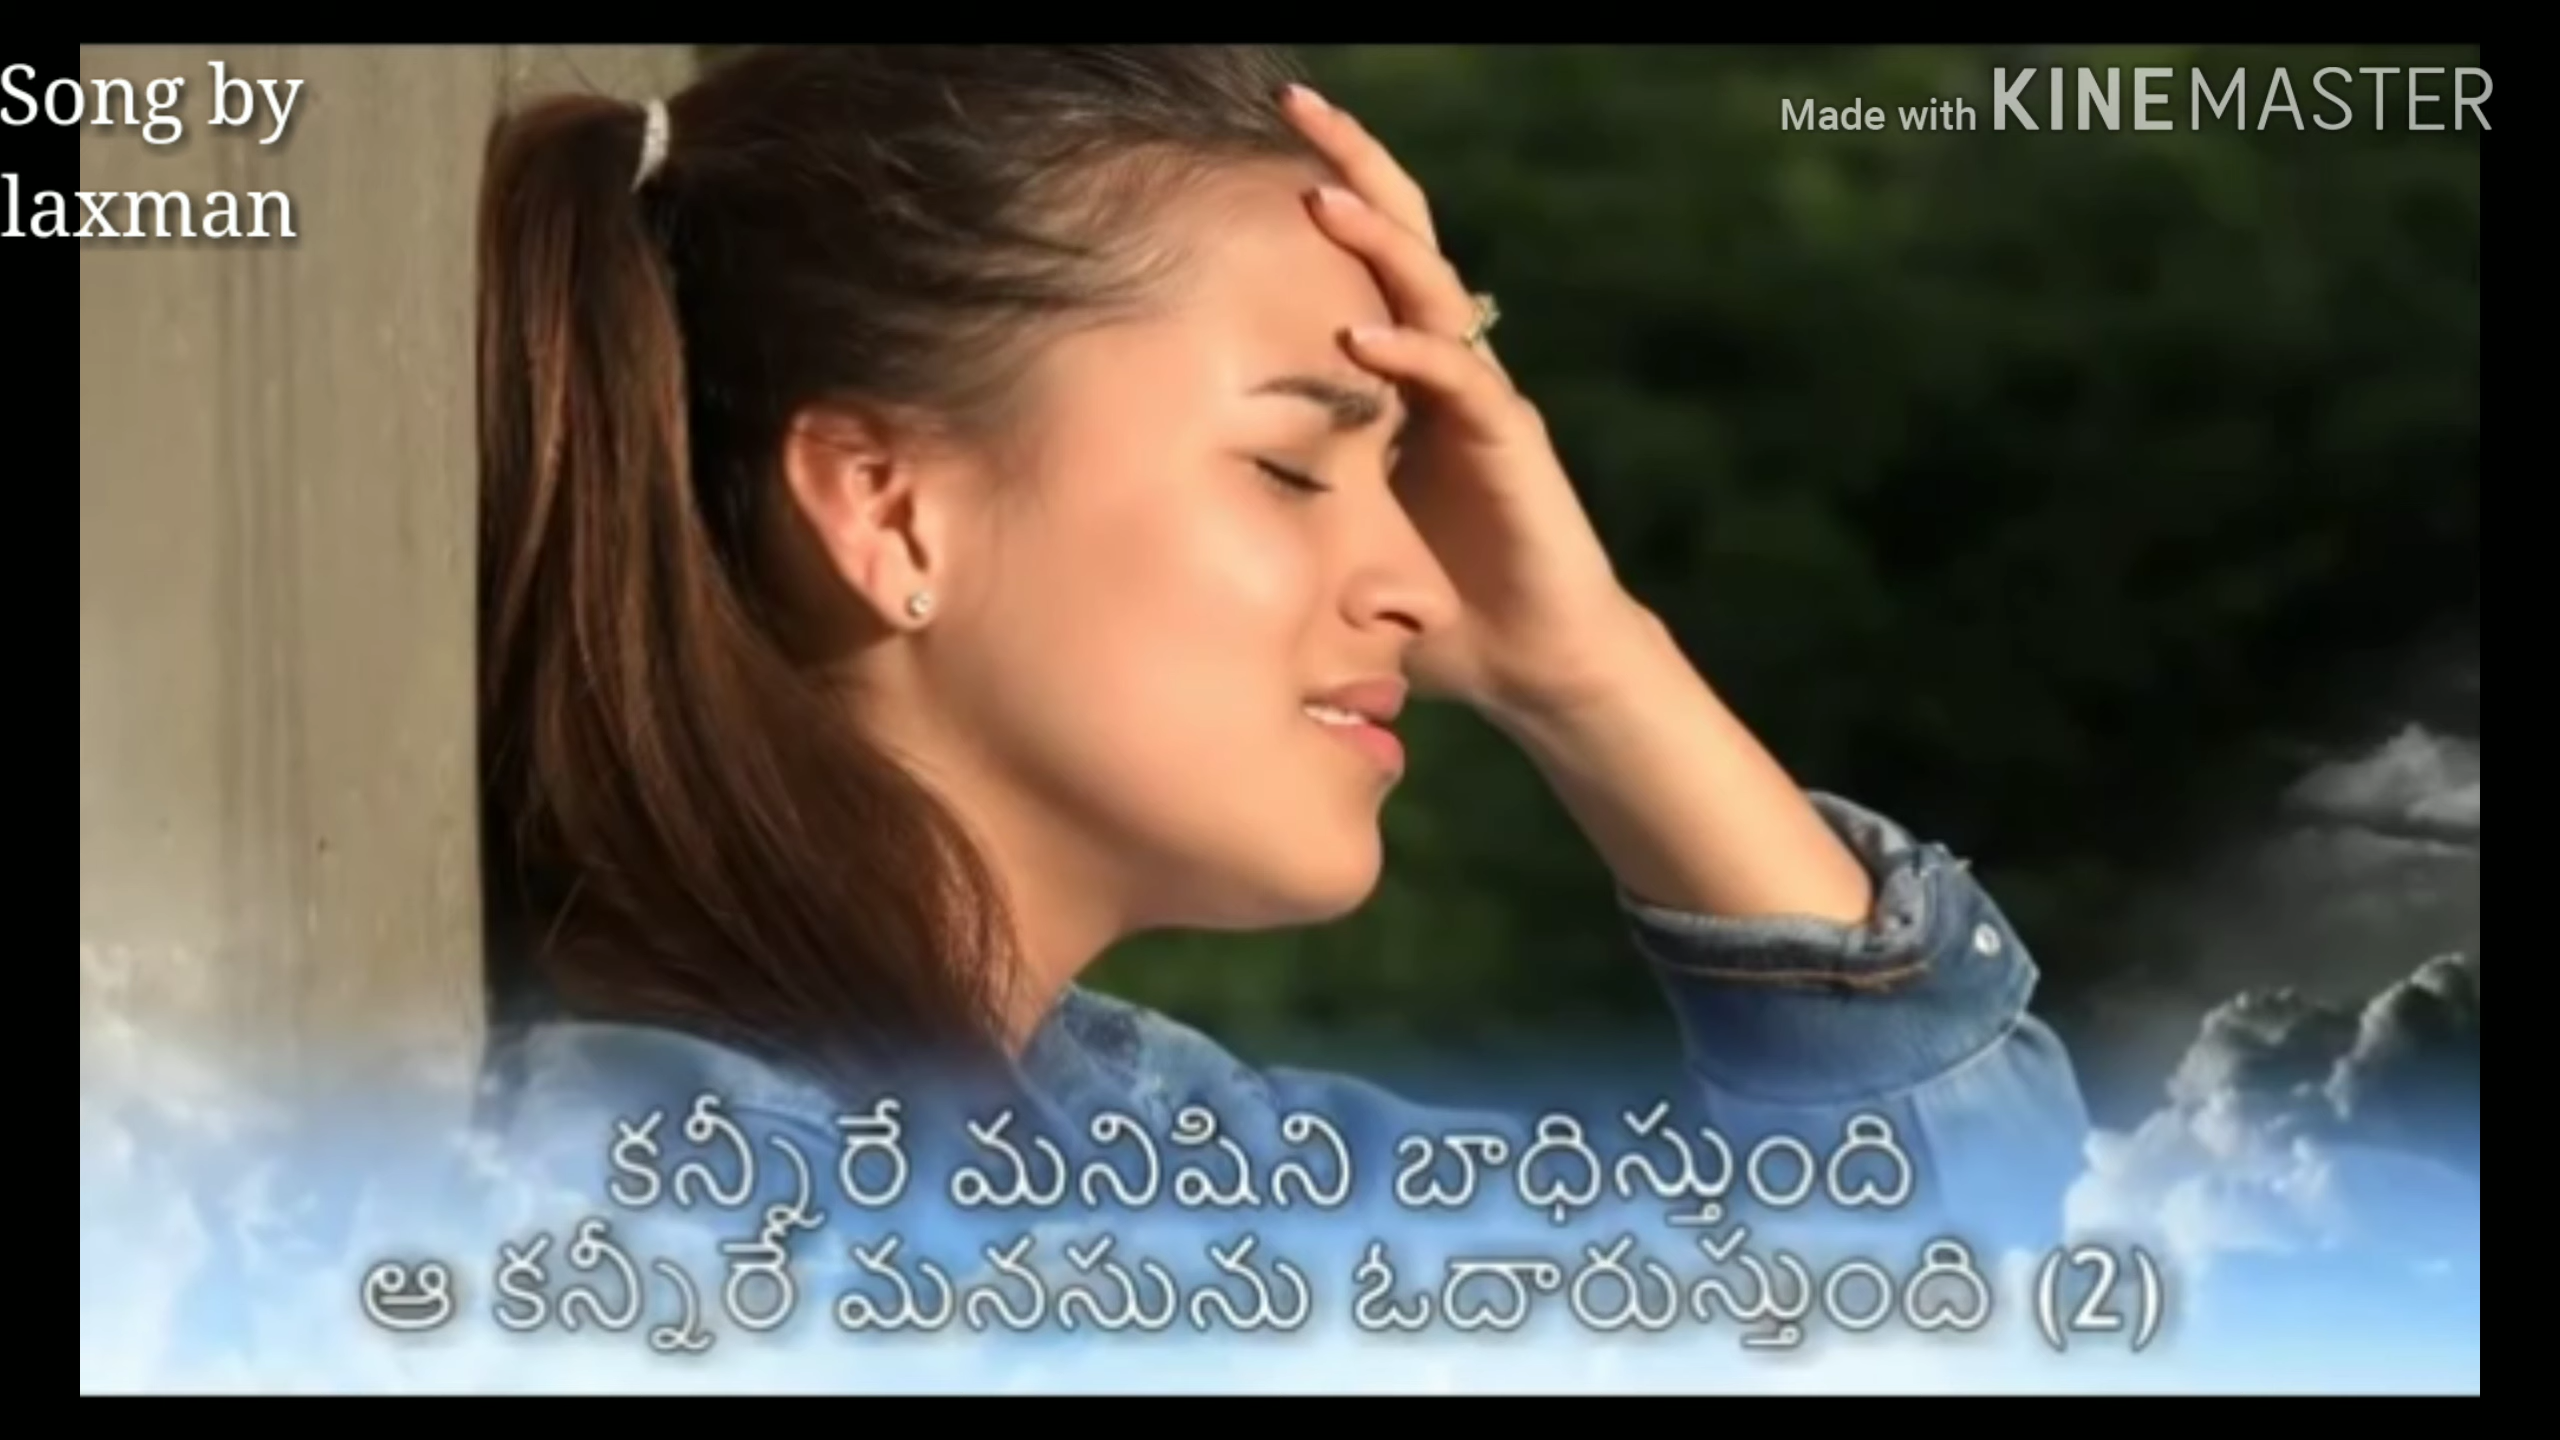 Song by
laxman
Made with KINEMASTER
కన్నీరే మనిషిని బాధిస్తుంది
ఆ కన్నీరే మనసును ఓదారుస్తుంది (2)